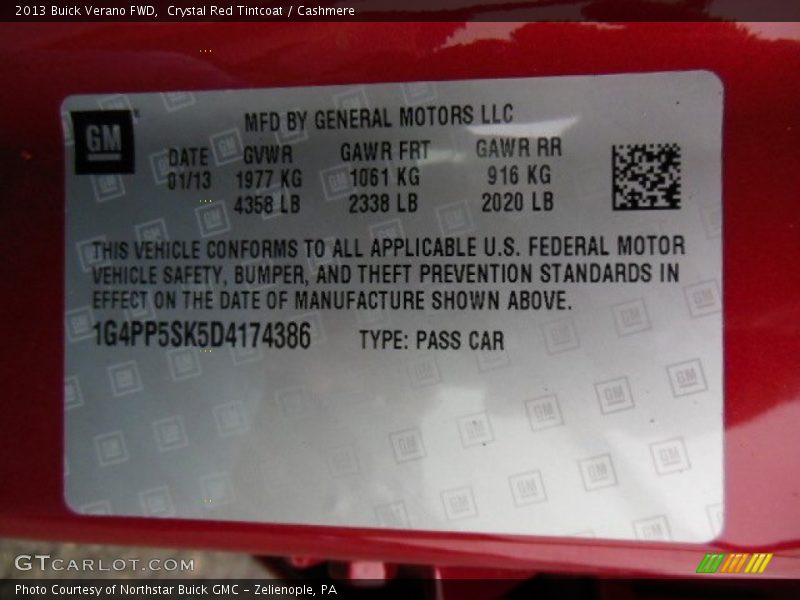 2013 Buick Verano FWD,  Crystal Red Tintcoat / Cashmere
GM
MFD BY GENERAL MOTORS LLC
DATE GVWR GAWR FRT GAWR RR
01/13 1977 KG 1061 KG 916 KG
4358 LB 2338 LB 2020 LB
THIS VEHICLE CONFORMS TO ALL APPLICABLE U.S. FEDERAL MOTOR
VEHICLE SAFETY, BUMPER, AND THEFT PREVENTION STANDARDS IN
EFFECT ON THE DATE OF MANUFACTURE SHOWN ABOVE.
1G4PP5SK5D4174386 TYPE: PASS CAR
GTCARLOT.COM
Photo Courtesy of Northstar Buick GMC - Zelienople, PA